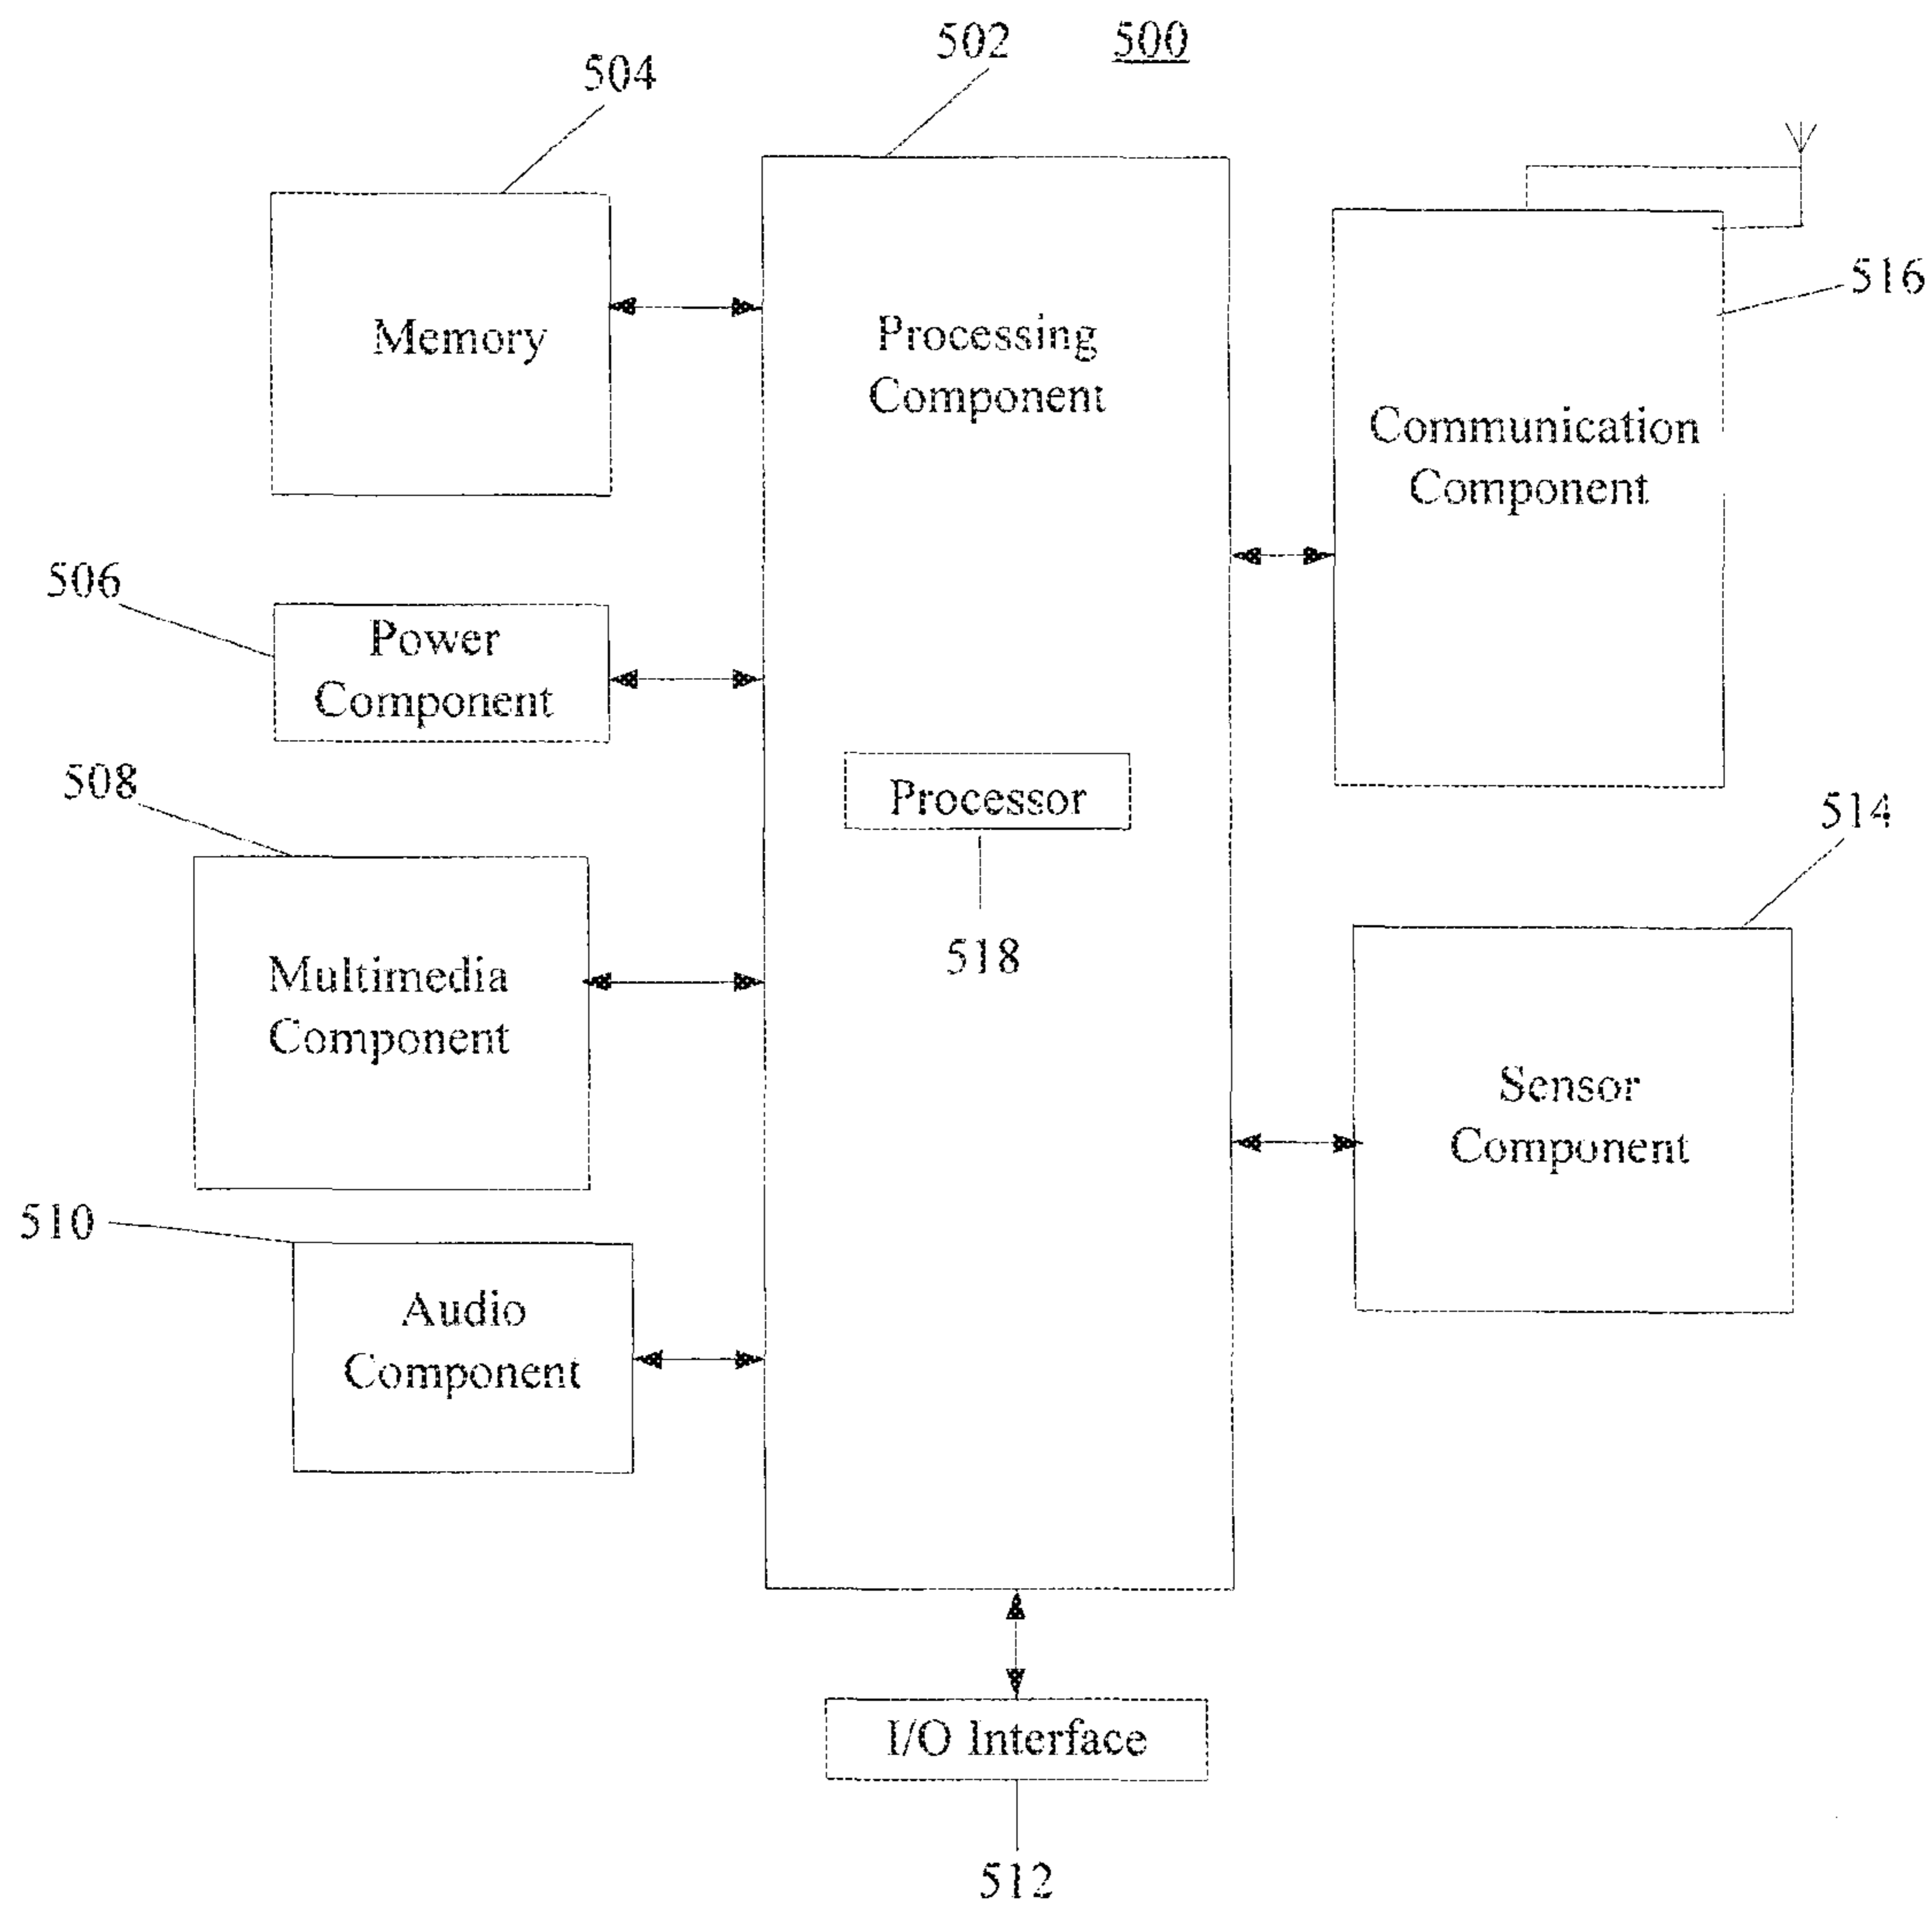 502
500
504
516
Memory
Processing
Component
Communication
Component
506
Power
Component
508
Processor
518
514
Multimedia
Component
Sensor
Component
510
Audio
Component
I/O Interface
512